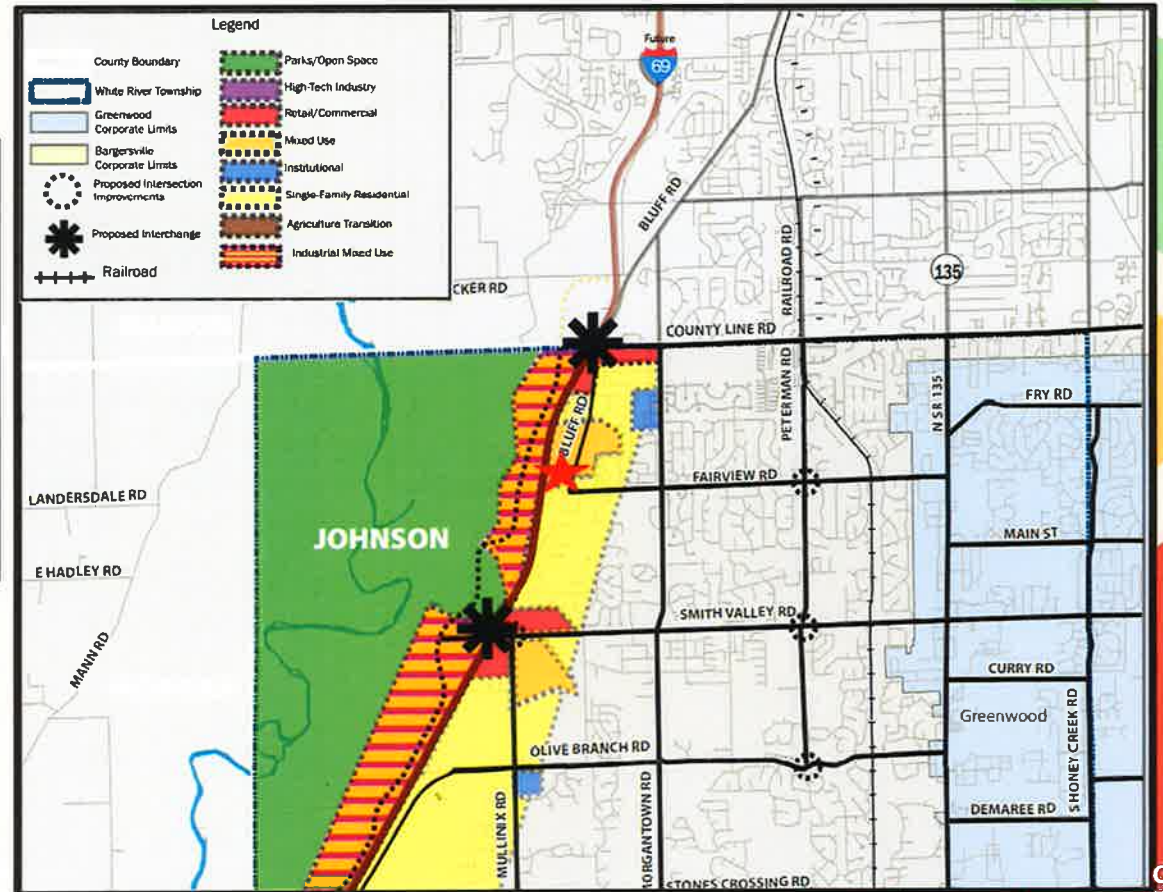 Legend
County Boundary
White River Township
Greenwood
Corporate Limits
Bargersville
Corporate Limits
Proposed Intersection
Improvements
Proposed Interchange
Railroad
Parks/Open Space
High-Tech Industry
Retail/Commercial
Mixed Use
Institutional
Single-Family Residential
Agriculture Transition
Industrial Mixed Use
Future
69
BLUFF RD
RAILROAD RD
135
CKER RD
COUNTY LINE RD
PETERMAN RD
N SR 135
FRY RD
BLUFF RD
FAIRVIEW RD
LANDERSDALE RD
JOHNSON
MAIN ST
E HADLEY RD
SMITH VALLEY RD
MANN RD
CURRY RD
Greenwood
S HONEY CREEK RD
OLIVE BRANCH RD
MULLINIX RD
MORGANTOWN RD
DEMAREE RD
STONES CROSSING RD